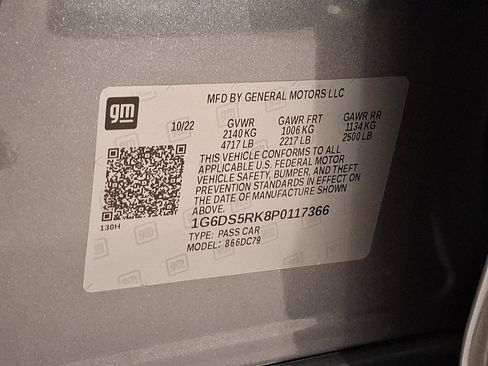 gm
MFD BY GENERAL MOTORS LLC
10/22 GVWR GAWR FRT GAWR RR
2140 KG 1006 KG 1134 KG
4717 LB 2217 LB 2500 LB
THIS VEHICLE CONFORMS TO ALL
APPLICABLE U.S. FEDERAL MOTOR
VEHICLE SAFETY, BUMPER, AND THEFT
PREVENTION STANDARDS IN EFFECT ON
THE DATE OF MANUFACTURE SHOWN
ABOVE.
130H
1G6DS5RK8P0117366
TYPE: PASS CAR
MODEL: 866DC79